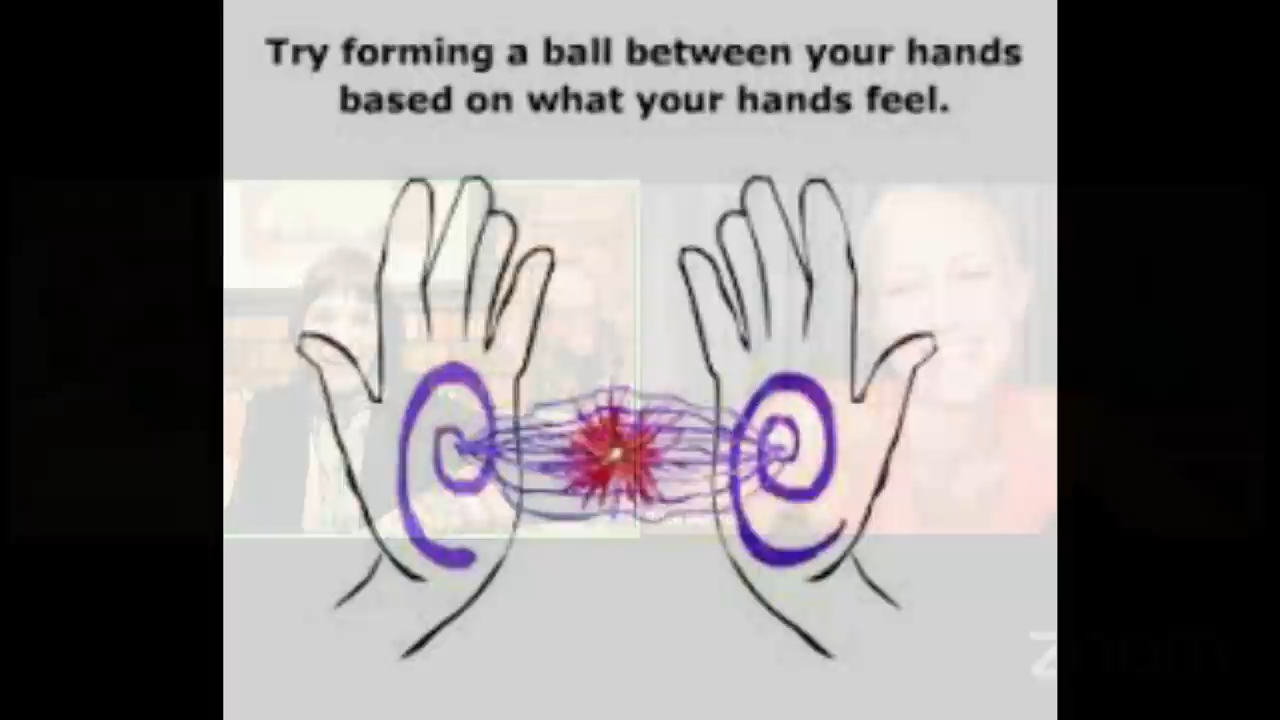 Try forming a ball between your hands
based on what your hands feel.